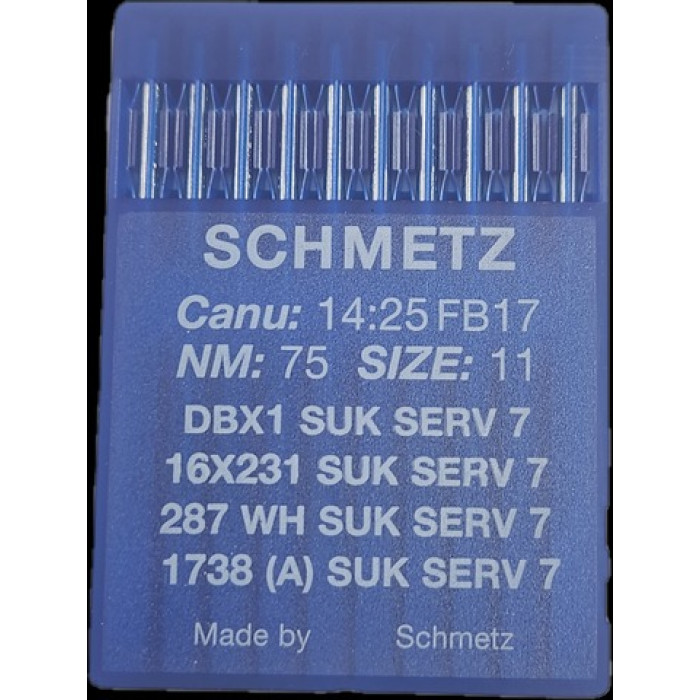 SCHMETZ
Canu: 14:25 FB17
NM: 75 SIZE: 11
DBX1 SUK SERV 7
16X231 SUK SERV 7
287 WH SUK SERV 7
1738 (A) SUK SERV 7
Made by Schmetz